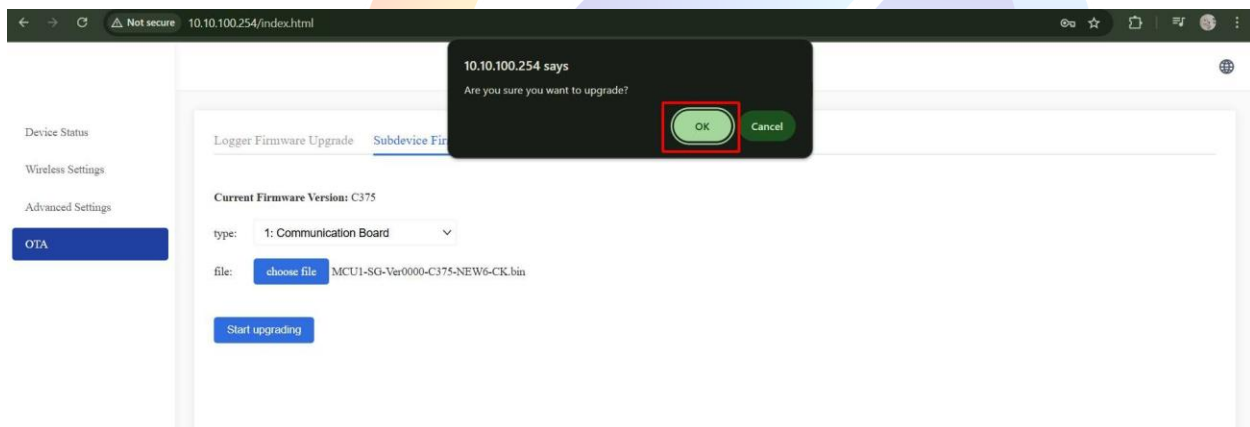 Not secure 10.10.100.254/index.html
10.10.100.254 says
Are you sure you want to upgrade?
OK Cancel
Device Status
Wireless Settings
Advanced Settings
OTA
Logger Firmware Upgrade Subdevice Fir
Current Firmware Version: C375
type: 1: Communication Board
file: choose file MCU1-SG-Ver0000-C375-NEW6-CK.bin
Start upgrading